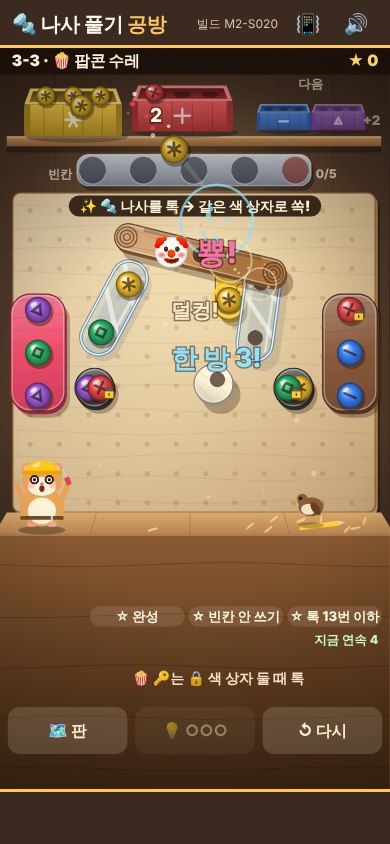 나사 풀기 공방
빌드 M2-S020
3-3 · 팝콘 수레
★ 0
다음
2
+2
빈칸
0/5
나사를 톡 → 같은 색 상자로 쏙!
뿅!
덜컹!
한 방 3!
☆ 완성
☆ 빈칸 안 쓰기
☆ 톡 13번 이하
지금 연속 4
는 색 상자 둘 때 톡
판
다시